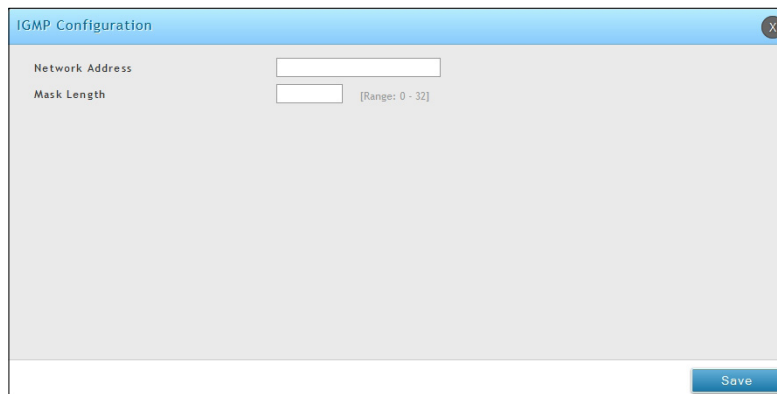 IGMP Configuration
X
Network Address
Mask Length [Range: 0 - 32]
Save